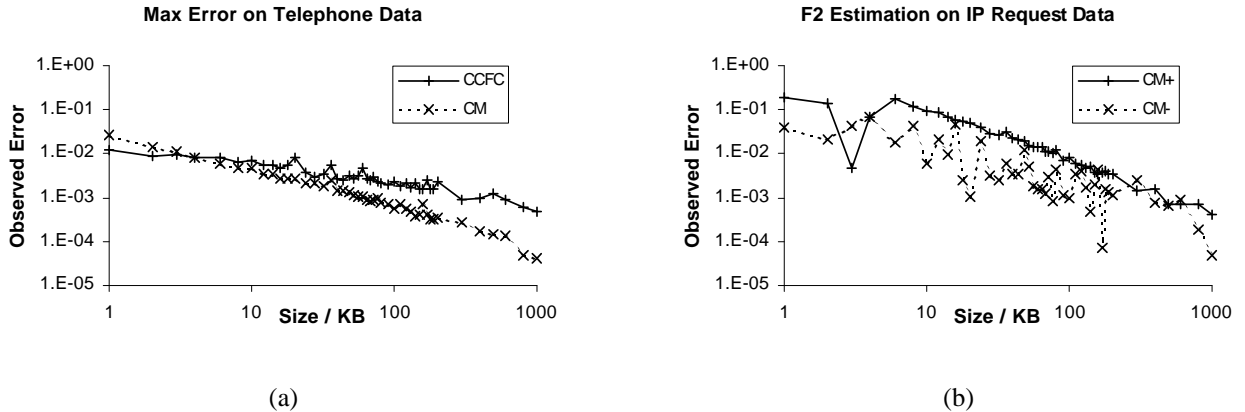 Max Error on Telephone Data
1.E+00
1.E-01
1.E-02
1.E-03
1.E-04
1.E-05
Observed Error
CCFC
CM
1 10 100 1000
Size / KB
(a)
F2 Estimation on IP Request Data
1.E+00
1.E-01
1.E-02
1.E-03
1.E-04
1.E-05
Observed Error
CM+
CM-
1 10 100 1000
Size / KB
(b)